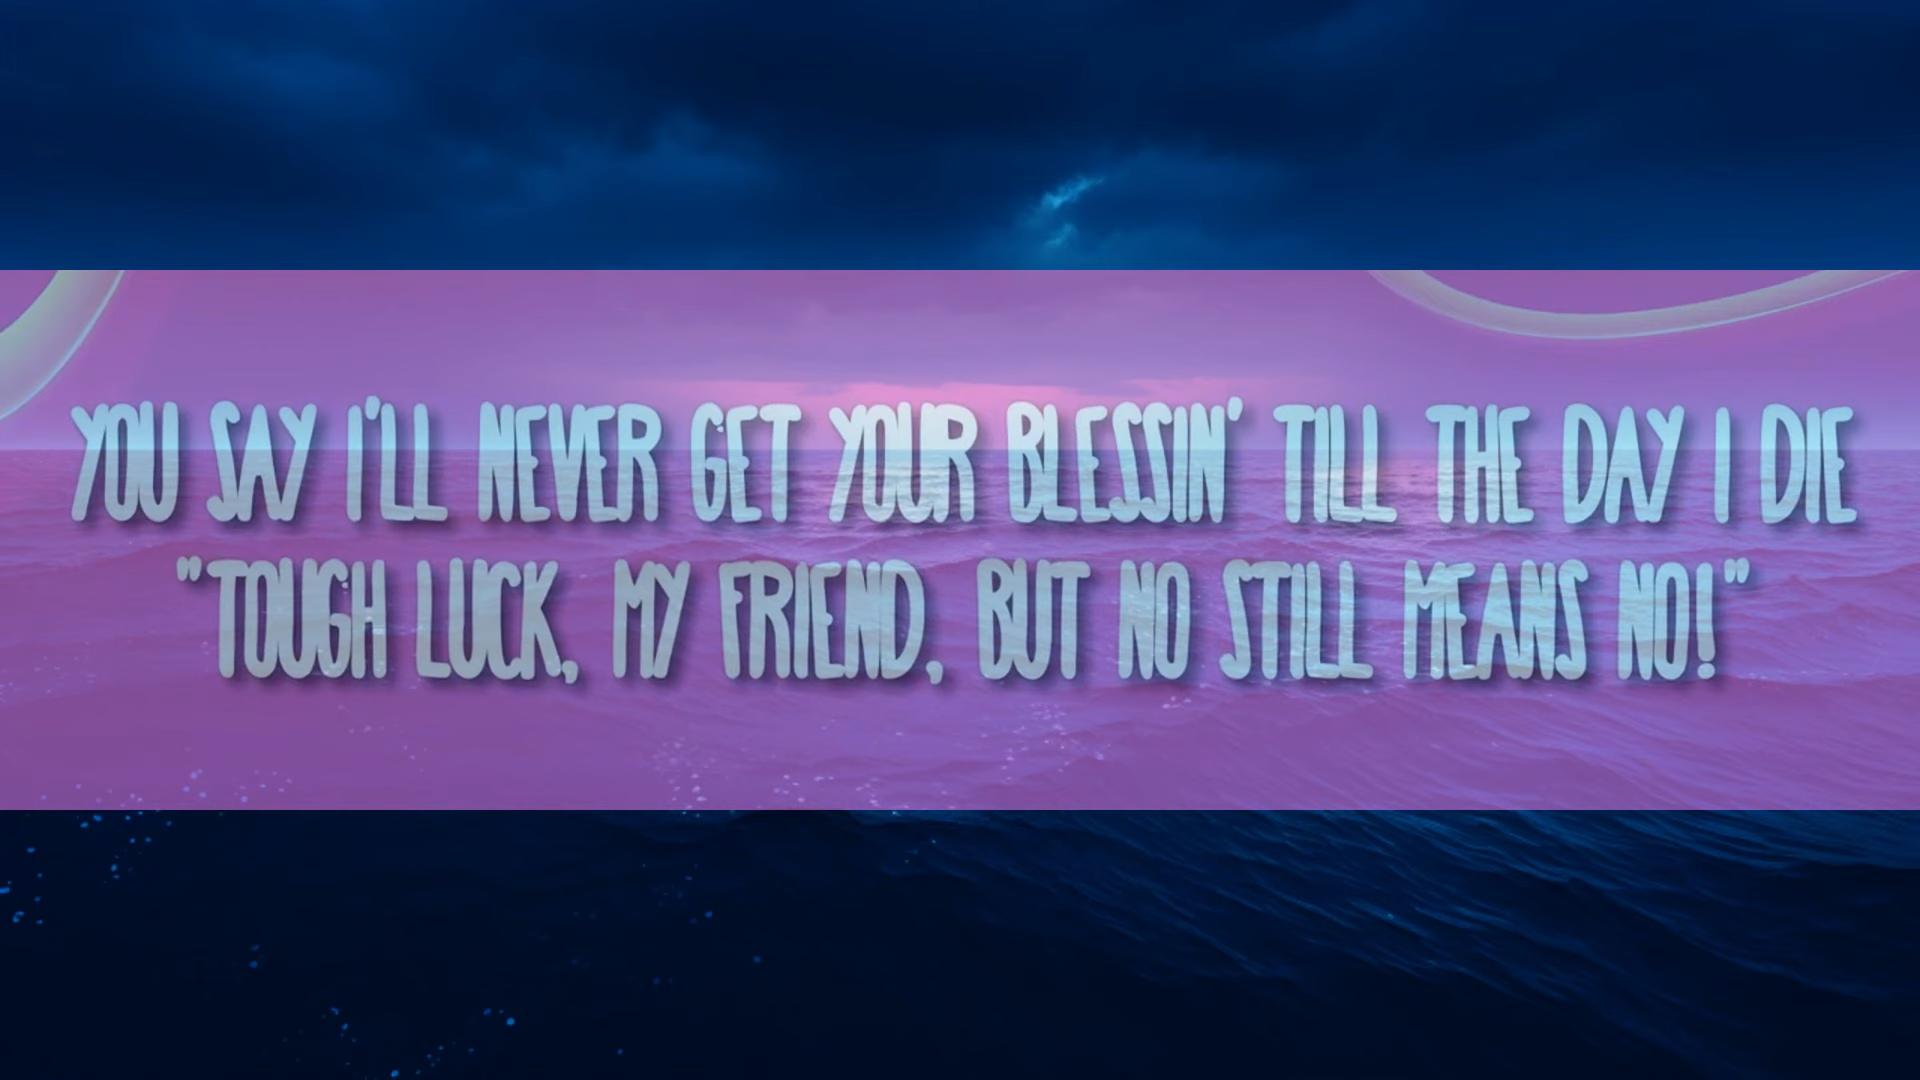 YOU SAY I'LL NEVER GET YOUR BLESSIN' TILL THE DAY I DIE
"TOUGH LUCK, MY FRIEND, BUT NO STILL MEANS NO!"